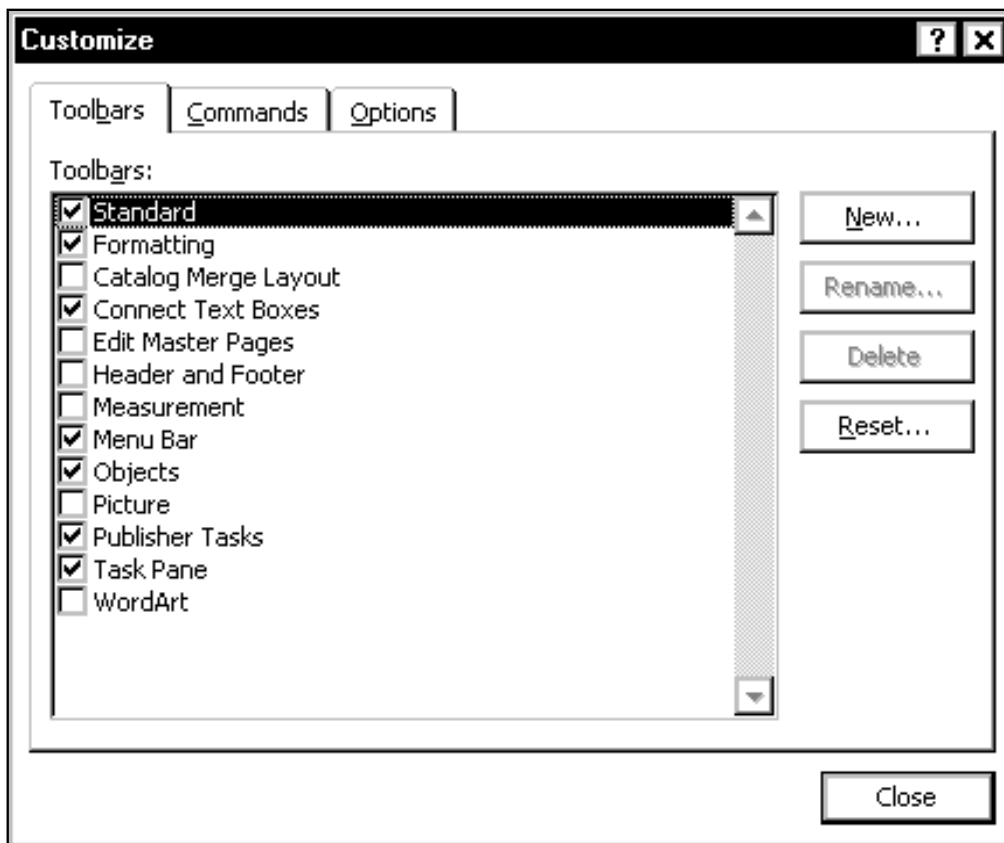 Customize
Toolbars Commands Options
Toolbars:
Standard
New...
Formatting
Catalog Merge Layout
Rename...
Connect Text Boxes
Edit Master Pages
Delete
Header and Footer
Measurement
Reset...
Menu Bar
Objects
Picture
Publisher Tasks
Task Pane
WordArt
Close